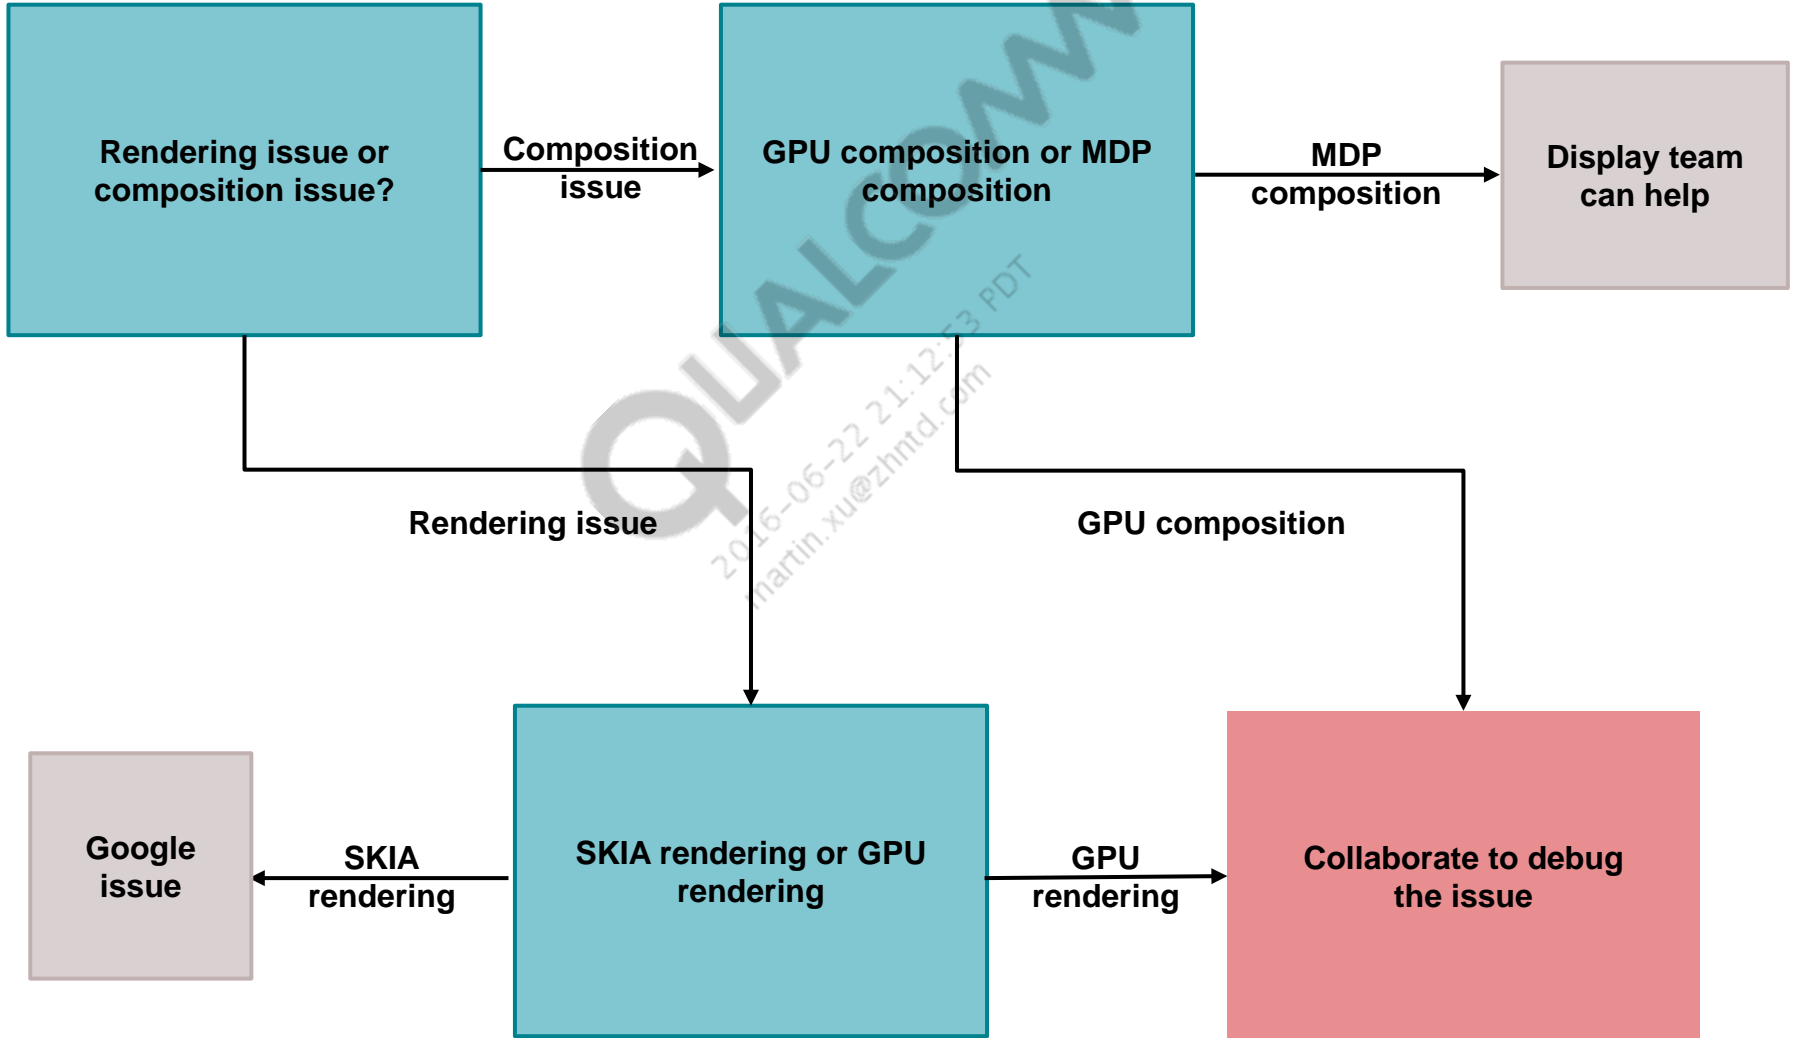 Rendering issue or
composition issue?
Composition
issue
GPU composition or MDP
composition
MDP
composition
Display team
can help
QUALCOMM
2016-06-22 21:12:53 PDT
martin.xu@zhntd.com
Rendering issue
GPU composition
Google
issue
SKIA
rendering
SKIA rendering or GPU
rendering
GPU
rendering
Collaborate to debug
the issue